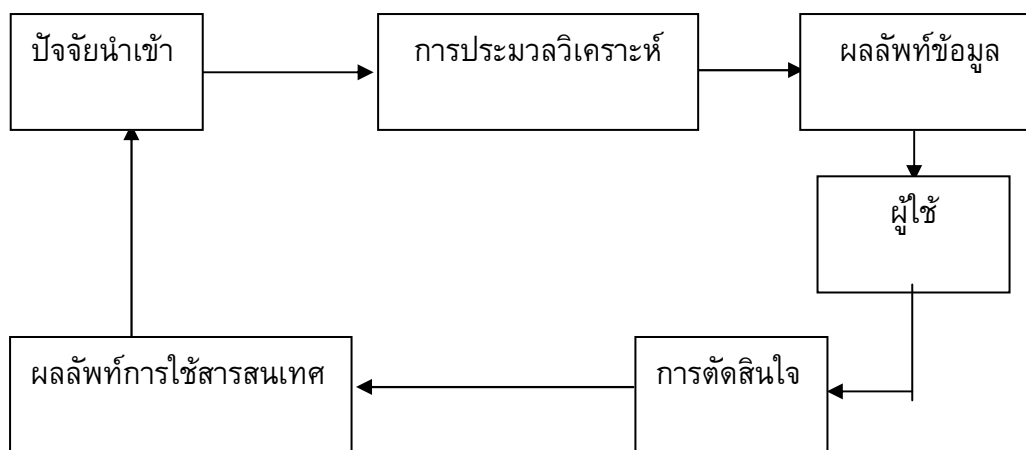 ปัจจัยนำเข้า
การประมวลวิเคราะห์
ผลลัพท์ข้อมูล
ผู้ใช้
การตัดสินใจ
ผลลัพท์การใช้สารสนเทศ